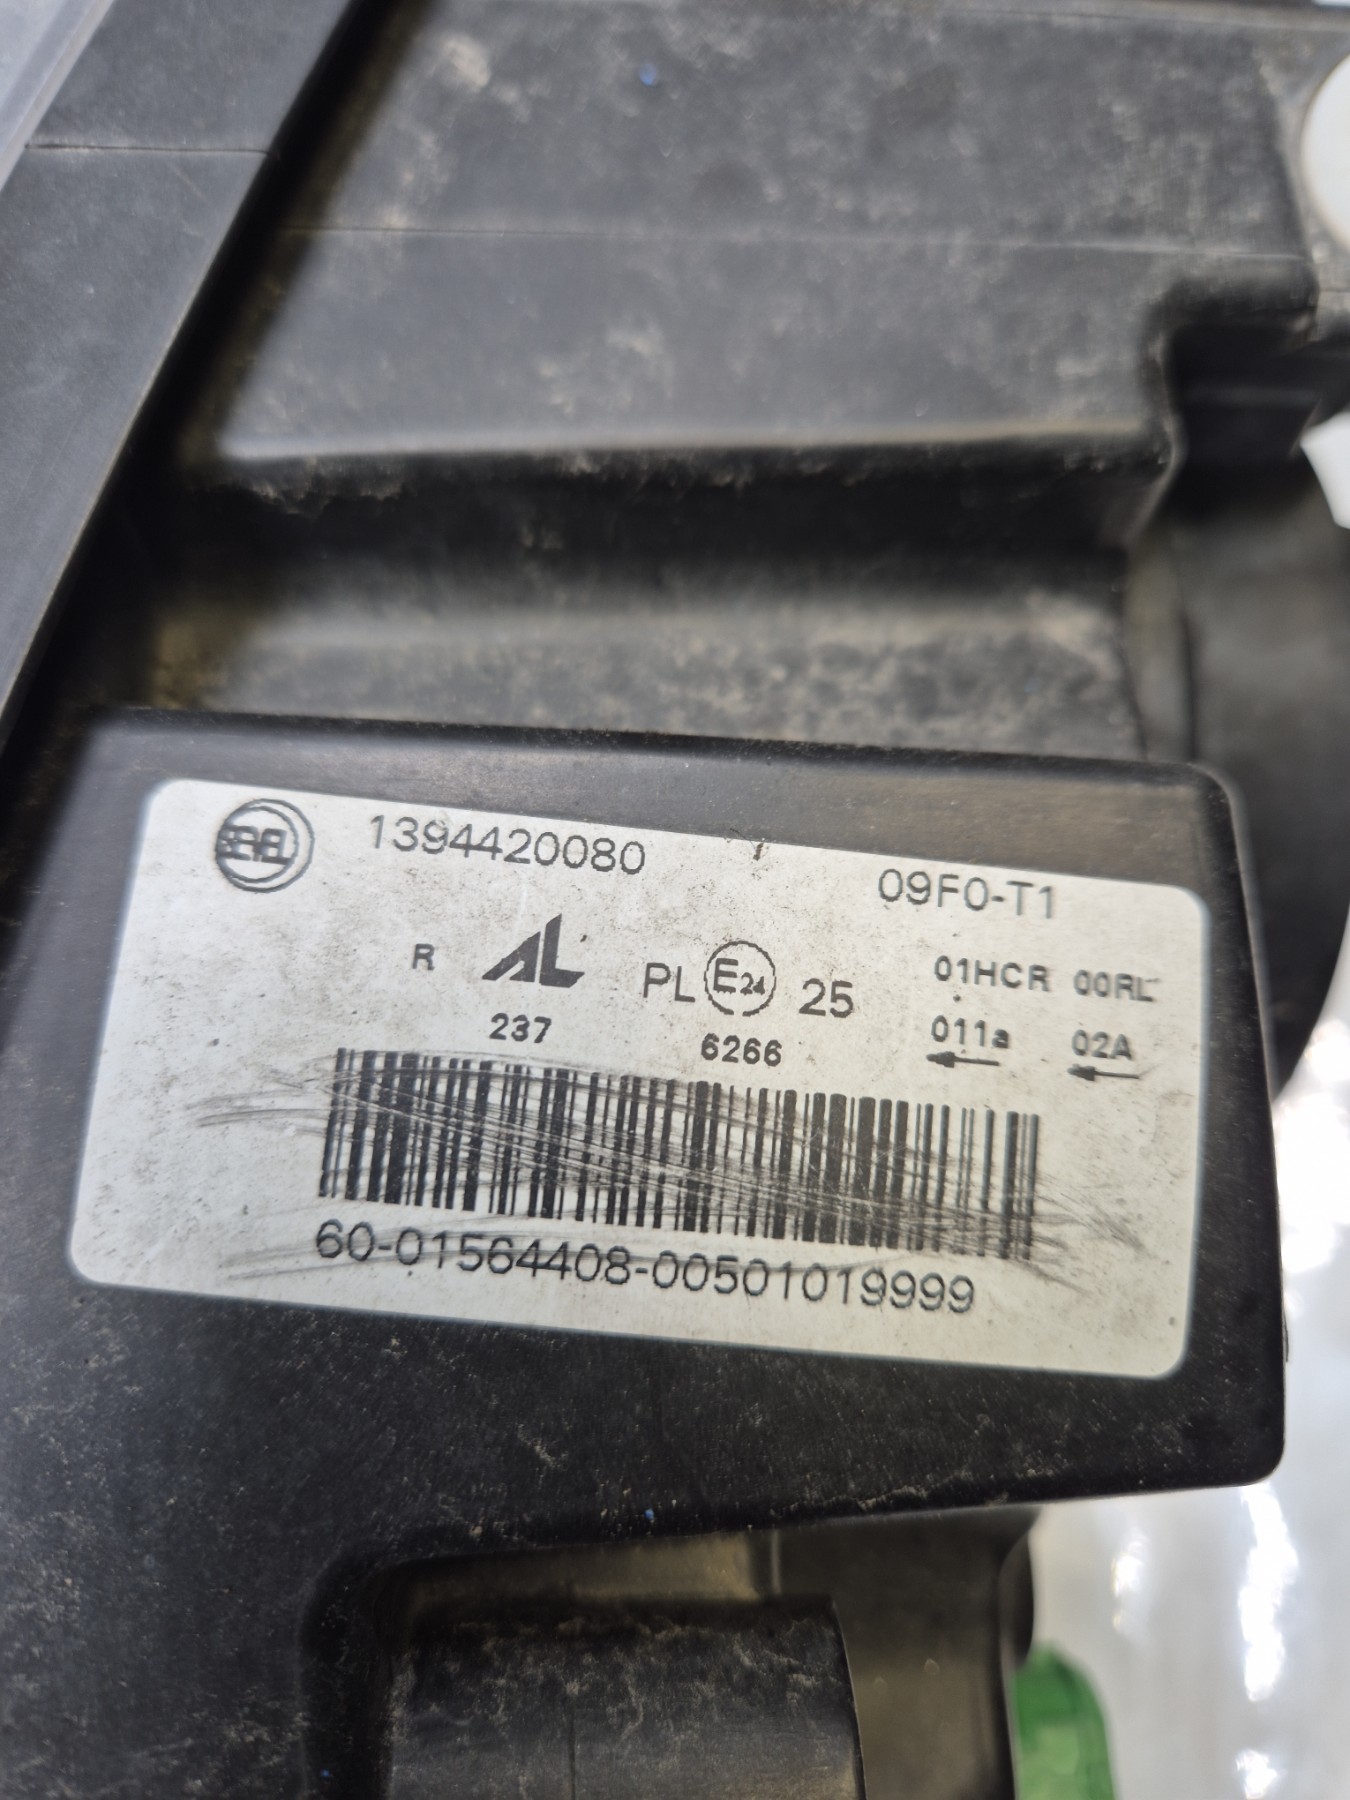 SEVEL 1394420080 09F0-T1
R AL PL E24 25 01HCR 00RL
237 6266 011a 02A
60-01564408-00501019999